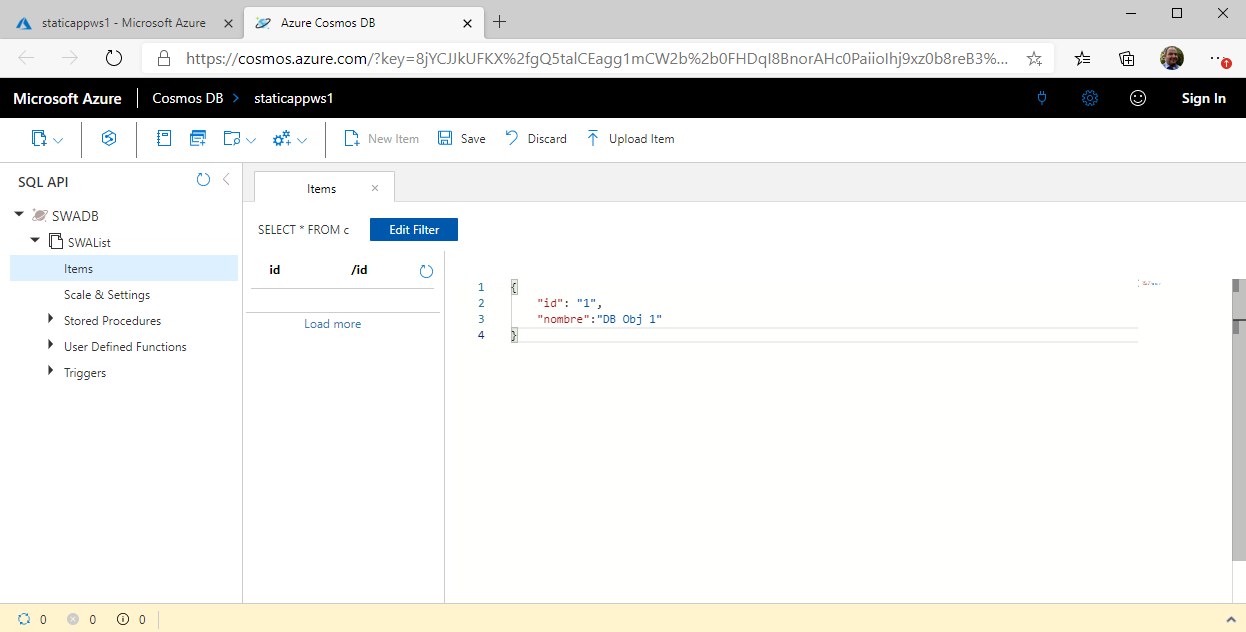 staticappws1 - Microsoft Azure
Azure Cosmos DB
https://cosmos.azure.com/?key=8jYCJJkUFKX%2fgQ5talCEagg1mCW2b%2b0FHDqI8BnorAHc0PaiioIhj9xz0b8reB3%...
Microsoft Azure
Cosmos DB > staticappws1
Sign In
New Item
Save
Discard
Upload Item
SQL API
SWADB
SWAList
Items
Scale & Settings
Stored Procedures
User Defined Functions
Triggers
Items
SELECT * FROM c
Edit Filter
id /id
Load more
1 {
2 "id": "1",
3 "nombre":"DB Obj 1"
4 }
0 0 0